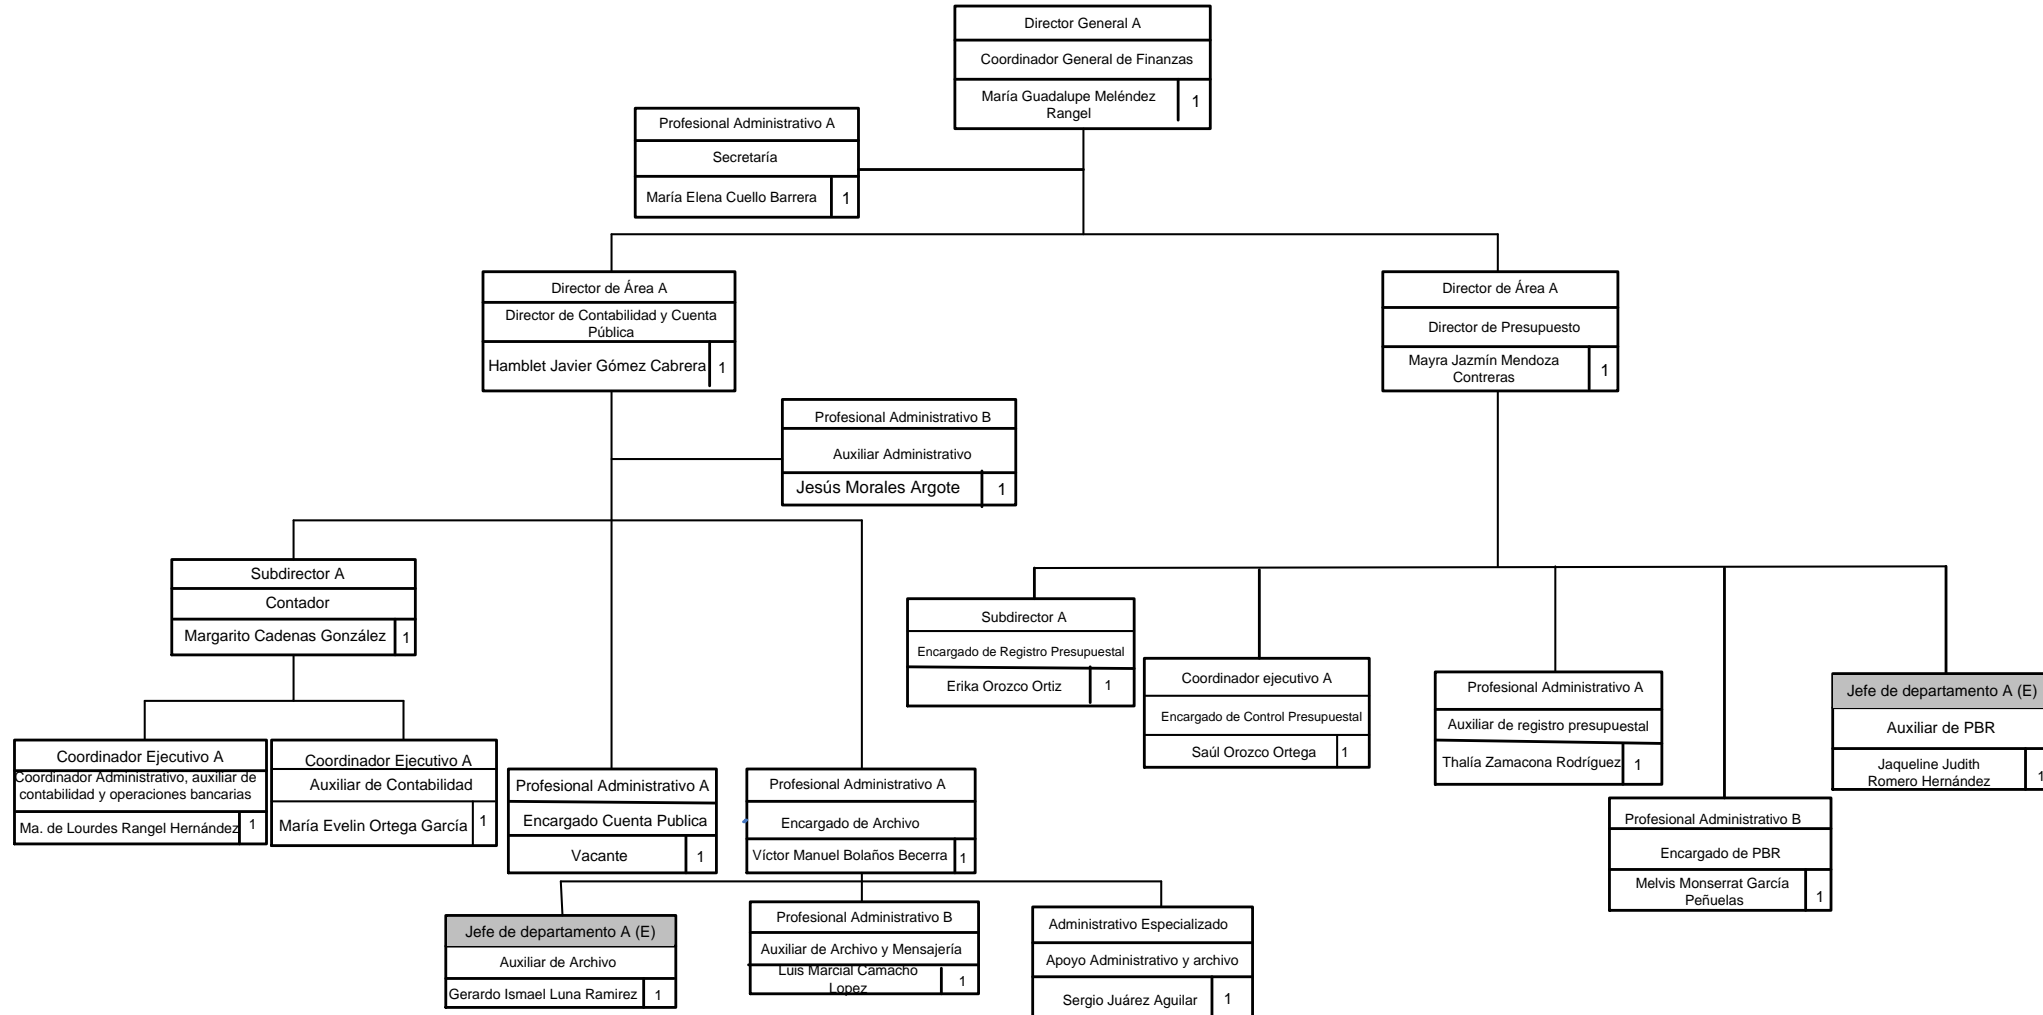 Director General A
Coordinador General de Finanzas
María Guadalupe Meléndez
Rangel
1
Profesional Administrativo A
Secretaría
María Elena Cuello Barrera
1
Director de Área A
Director de Contabilidad y Cuenta
Pública
Hamblet Javier Gómez Cabrera
1
Director de Área A
Director de Presupuesto
Mayra Jazmín Mendoza
Contreras
1
Profesional Administrativo B
Auxiliar Administrativo
Jesús Morales Argote
1
Subdirector A
Contador
Margarito Cadenas González
1
Subdirector A
Encargado de Registro Presupuestal
Erika Orozco Ortiz
1
Coordinador ejecutivo A
Encargado de Control Presupuestal
Saúl Orozco Ortega
1
Profesional Administrativo A
Auxiliar de registro presupuestal
Thalía Zamacona Rodríguez
1
Jefe de departamento A (E)
Auxiliar de PBR
Jaqueline Judith
Romero Hernández
1
Coordinador Ejecutivo A
Coordinador Administrativo, auxiliar de
contabilidad y operaciones bancarias
Ma. de Lourdes Rangel Hernández
1
Coordinador Ejecutivo A
Auxiliar de Contabilidad
María Evelin Ortega García
1
Profesional Administrativo A
Encargado Cuenta Publica
Vacante
1
Profesional Administrativo A
Encargado de Archivo
Víctor Manuel Bolaños Becerra
1
Profesional Administrativo B
Encargado de PBR
Melvis Monserrat García
Peñuelas
1
Jefe de departamento A (E)
Auxiliar de Archivo
Gerardo Ismael Luna Ramirez
1
Profesional Administrativo B
Auxiliar de Archivo y Mensajería
Luis Marcial Camacho
Lopez
1
Administrativo Especializado
Apoyo Administrativo y archivo
Sergio Juárez Aguilar
1